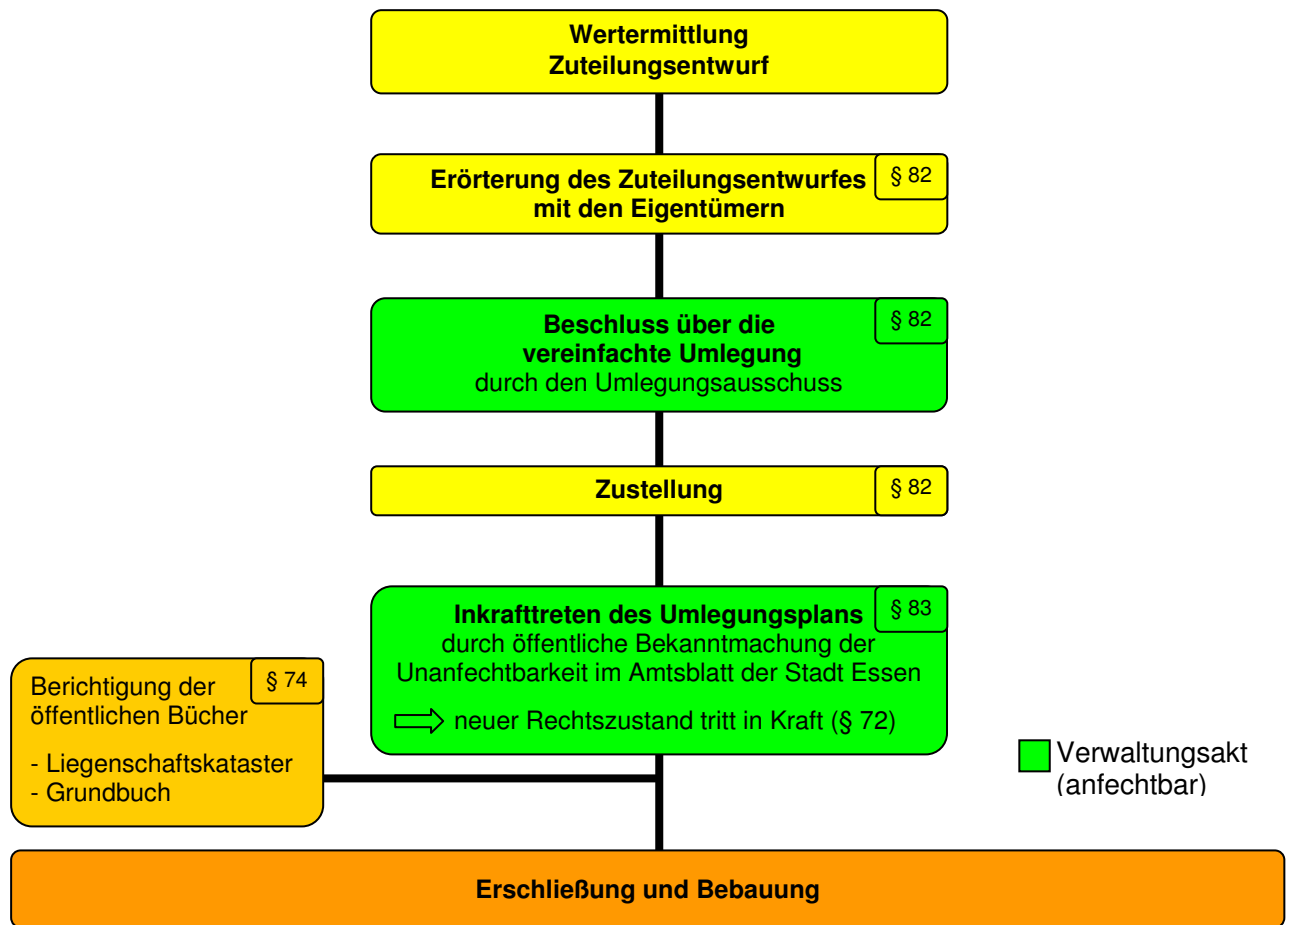 Wertermittlung
Zuteilungsentwurf
Erörterung des Zuteilungsentwurfes
mit den Eigentümern
§ 82
Beschluss über die
vereinfachte Umlegung
durch den Umlegungsausschuss
§ 82
Zustellung
§ 82
Inkrafttreten des Umlegungsplans
durch öffentliche Bekanntmachung der
Unanfechtbarkeit im Amtsblatt der Stadt Essen
neuer Rechtszustand tritt in Kraft (§ 72)
§ 83
Berichtigung der
öffentlichen Bücher
- Liegenschaftskataster
- Grundbuch
§ 74
Verwaltungsakt
(anfechtbar)
Erschließung und Bebauung